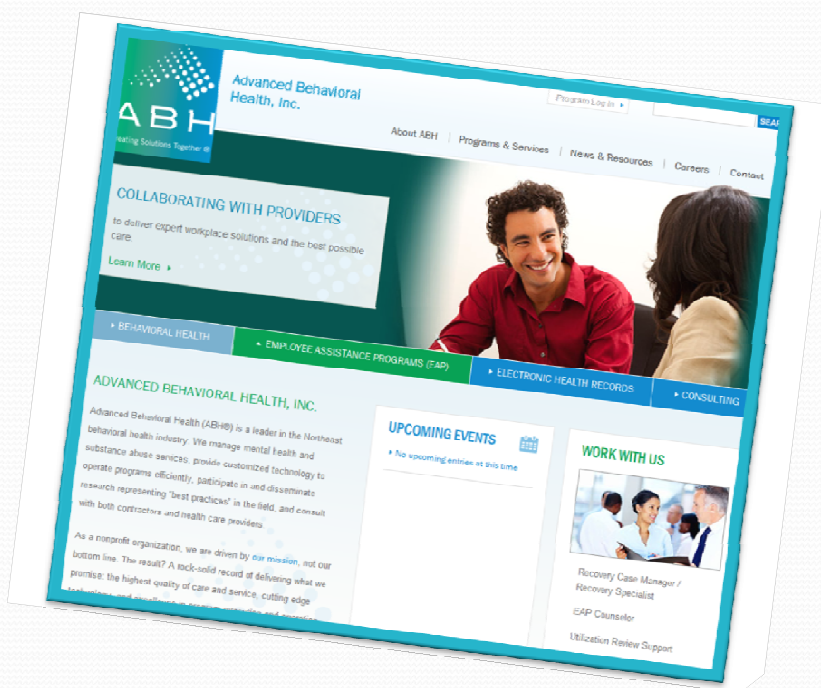 Advanced Behavioral
Health, Inc.
Program Log In
ABH
eating Solutions Together
About ABH
Programs & Services
News & Resources
Careers
Contact
COLLABORATING WITH PROVIDERS
to deliver expert workplace solutions and the best possible
care
Learn More
BEHAVIORAL HEALTH
EMPLOYEE ASSISTANCE PROGRAMS (EAP)
ELECTRONIC HEALTH RECORDS
CONSULTING
ADVANCED BEHAVIORAL HEALTH, INC.
Advanced Behavioral Health (ABH®) is a leader in the Northeast
behavioral health industry. We manage mental health and
substance abuse services, provide customized technology to
operate programs efficiently, participate in and disseminate
research representing "best practices" in the field, and consult
with both contractors and health care providers
As a nonprofit organization, we are driven by our mission, not our
bottom line. The result? A rock-solid record of delivering what we
promise: the highest quality of care and service, cutting edge
UPCOMING EVENTS
No upcoming entries at this time
WORK WITH US
Recovery Case Manager /
Recovery Specialist
EAP Counselor
Utilization Review Support